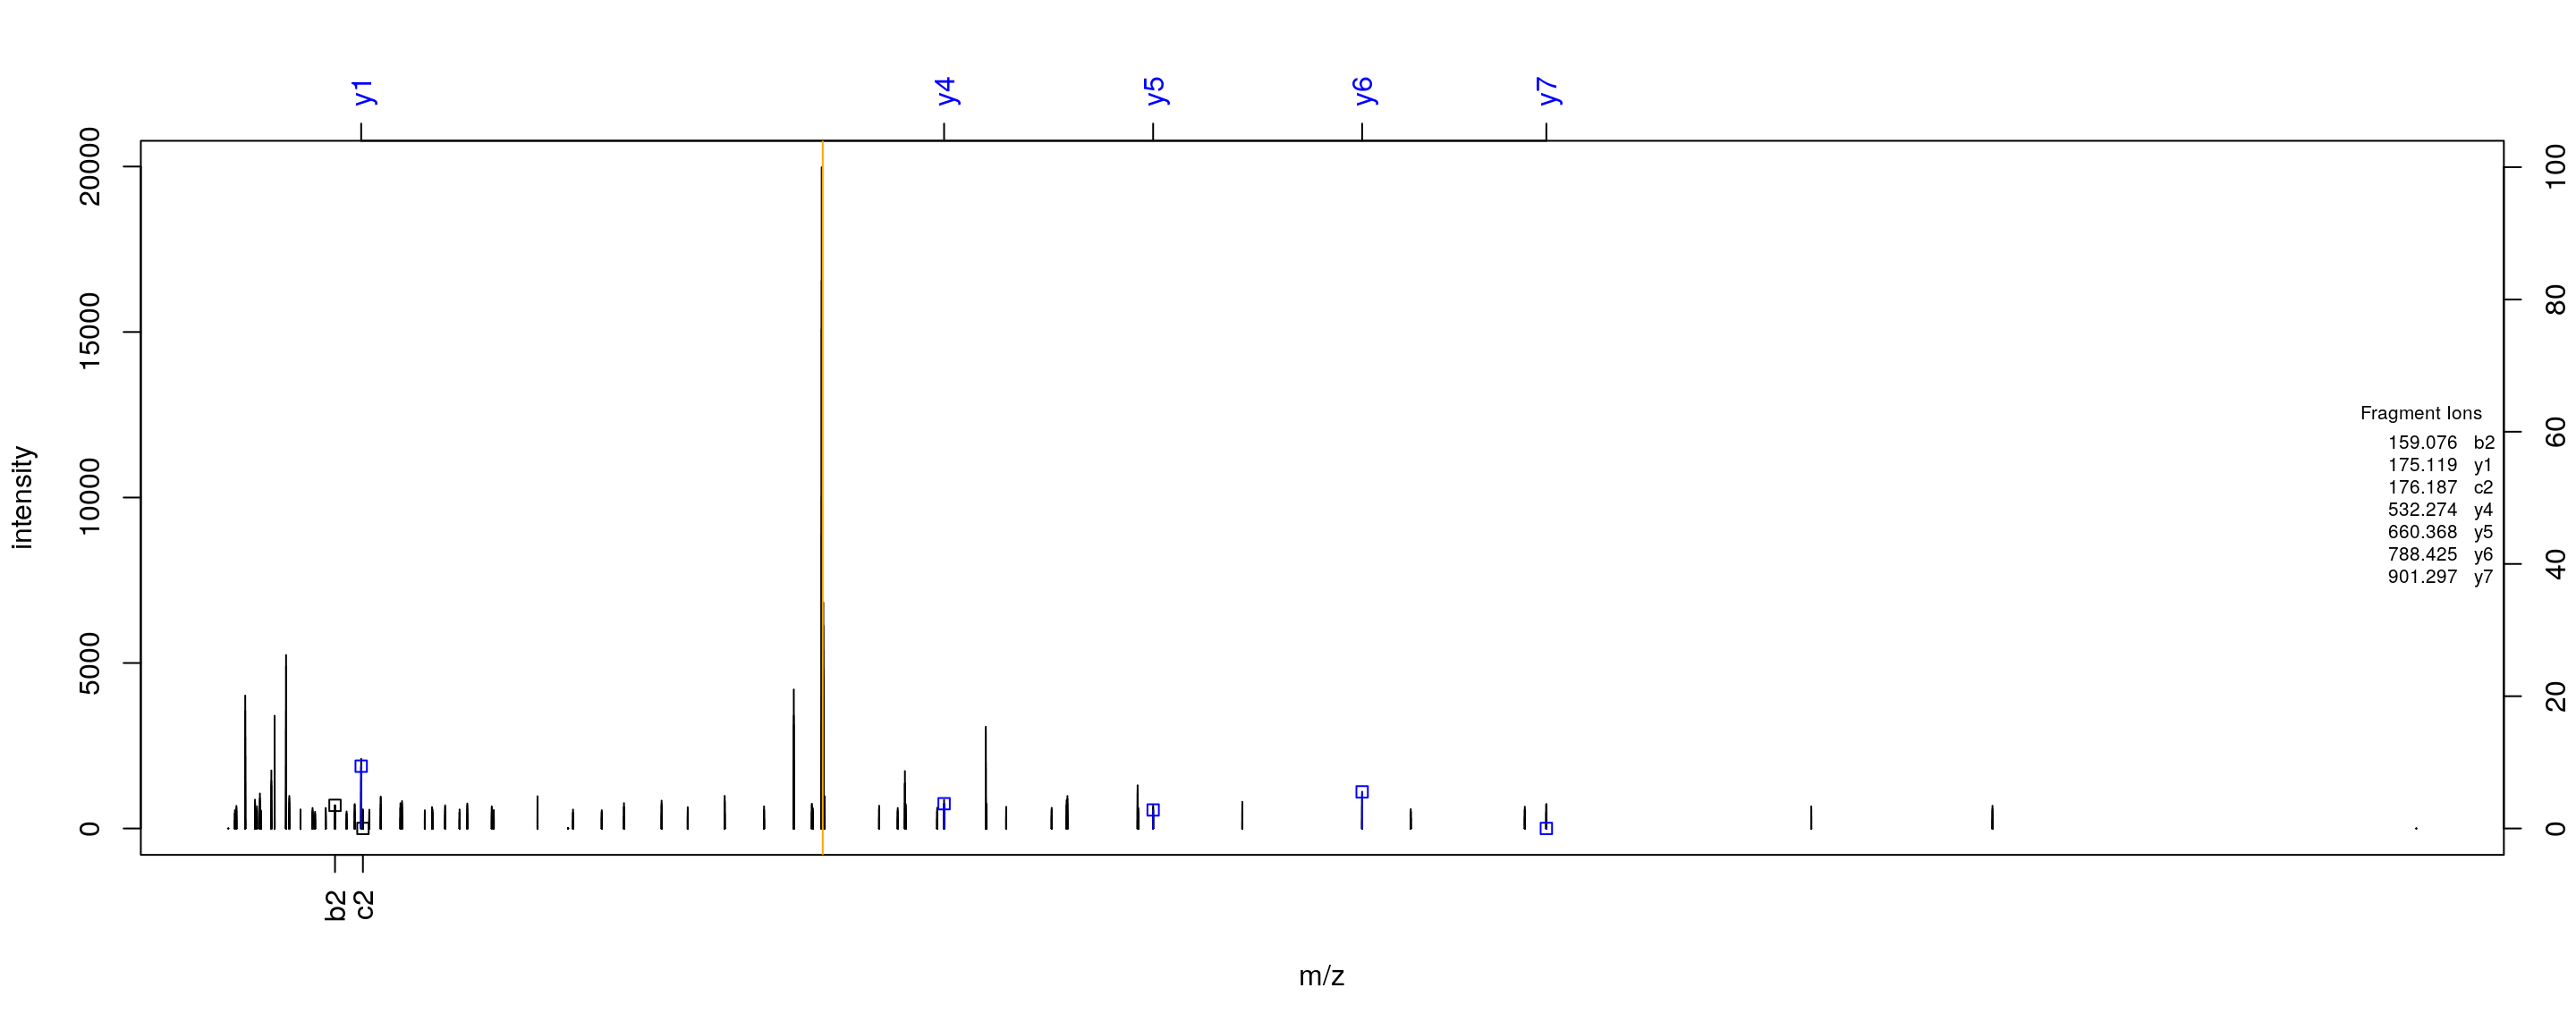 y1 y4 y5 y6 y7
20000 100
15000 80
Fragment Ions
159.076 b2
175.119 y1
176.187 c2
532.274 y4
660.368 y5
788.425 y6
901.297 y7
10000 60
intensity
5000 40
20
0 0
b2 c2
m/z